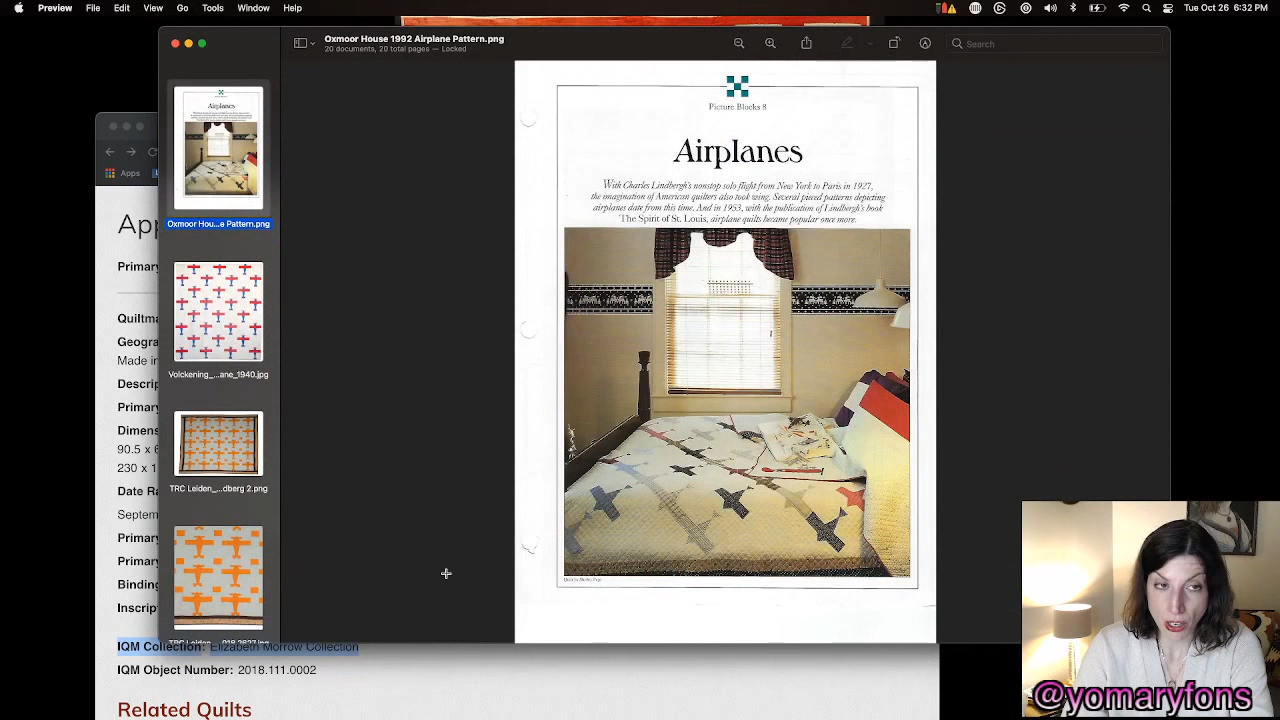 Preview File Edit View Go Tools Window Help Tue Oct 26 6:32 PM
Oxmoor House 1992 Airplane Pattern.png
20 documents, 20 total pages — Locked
Search
Apps
Oxmoor Hou...e Pattern.png
Volckening_...ane_1940.jpg
TRC Leiden_...dberg 2.png
Picture Blocks 8
Airplanes
With Charles Lindbergh's nonstop solo flight from New York to Paris in 1927,
the imagination of American quilters also took wing. Several pieced patterns depicting
airplanes date from this time. And in 1953, with the publication of Lindbergh's book
The Spirit of St. Louis, airplane quilts became popular once more.
Primary
Quiltm
Geogra
Made in
Descri
Primary
Dimens
90.5 x
230 x 1
Date Ra
Septem
Primar
Primar
Bindin
Inscrip
IQM Collection: Elizabeth Morrow Collection
IQM Object Number: 2018.111.0002
Related Quilts
@yomaryfons